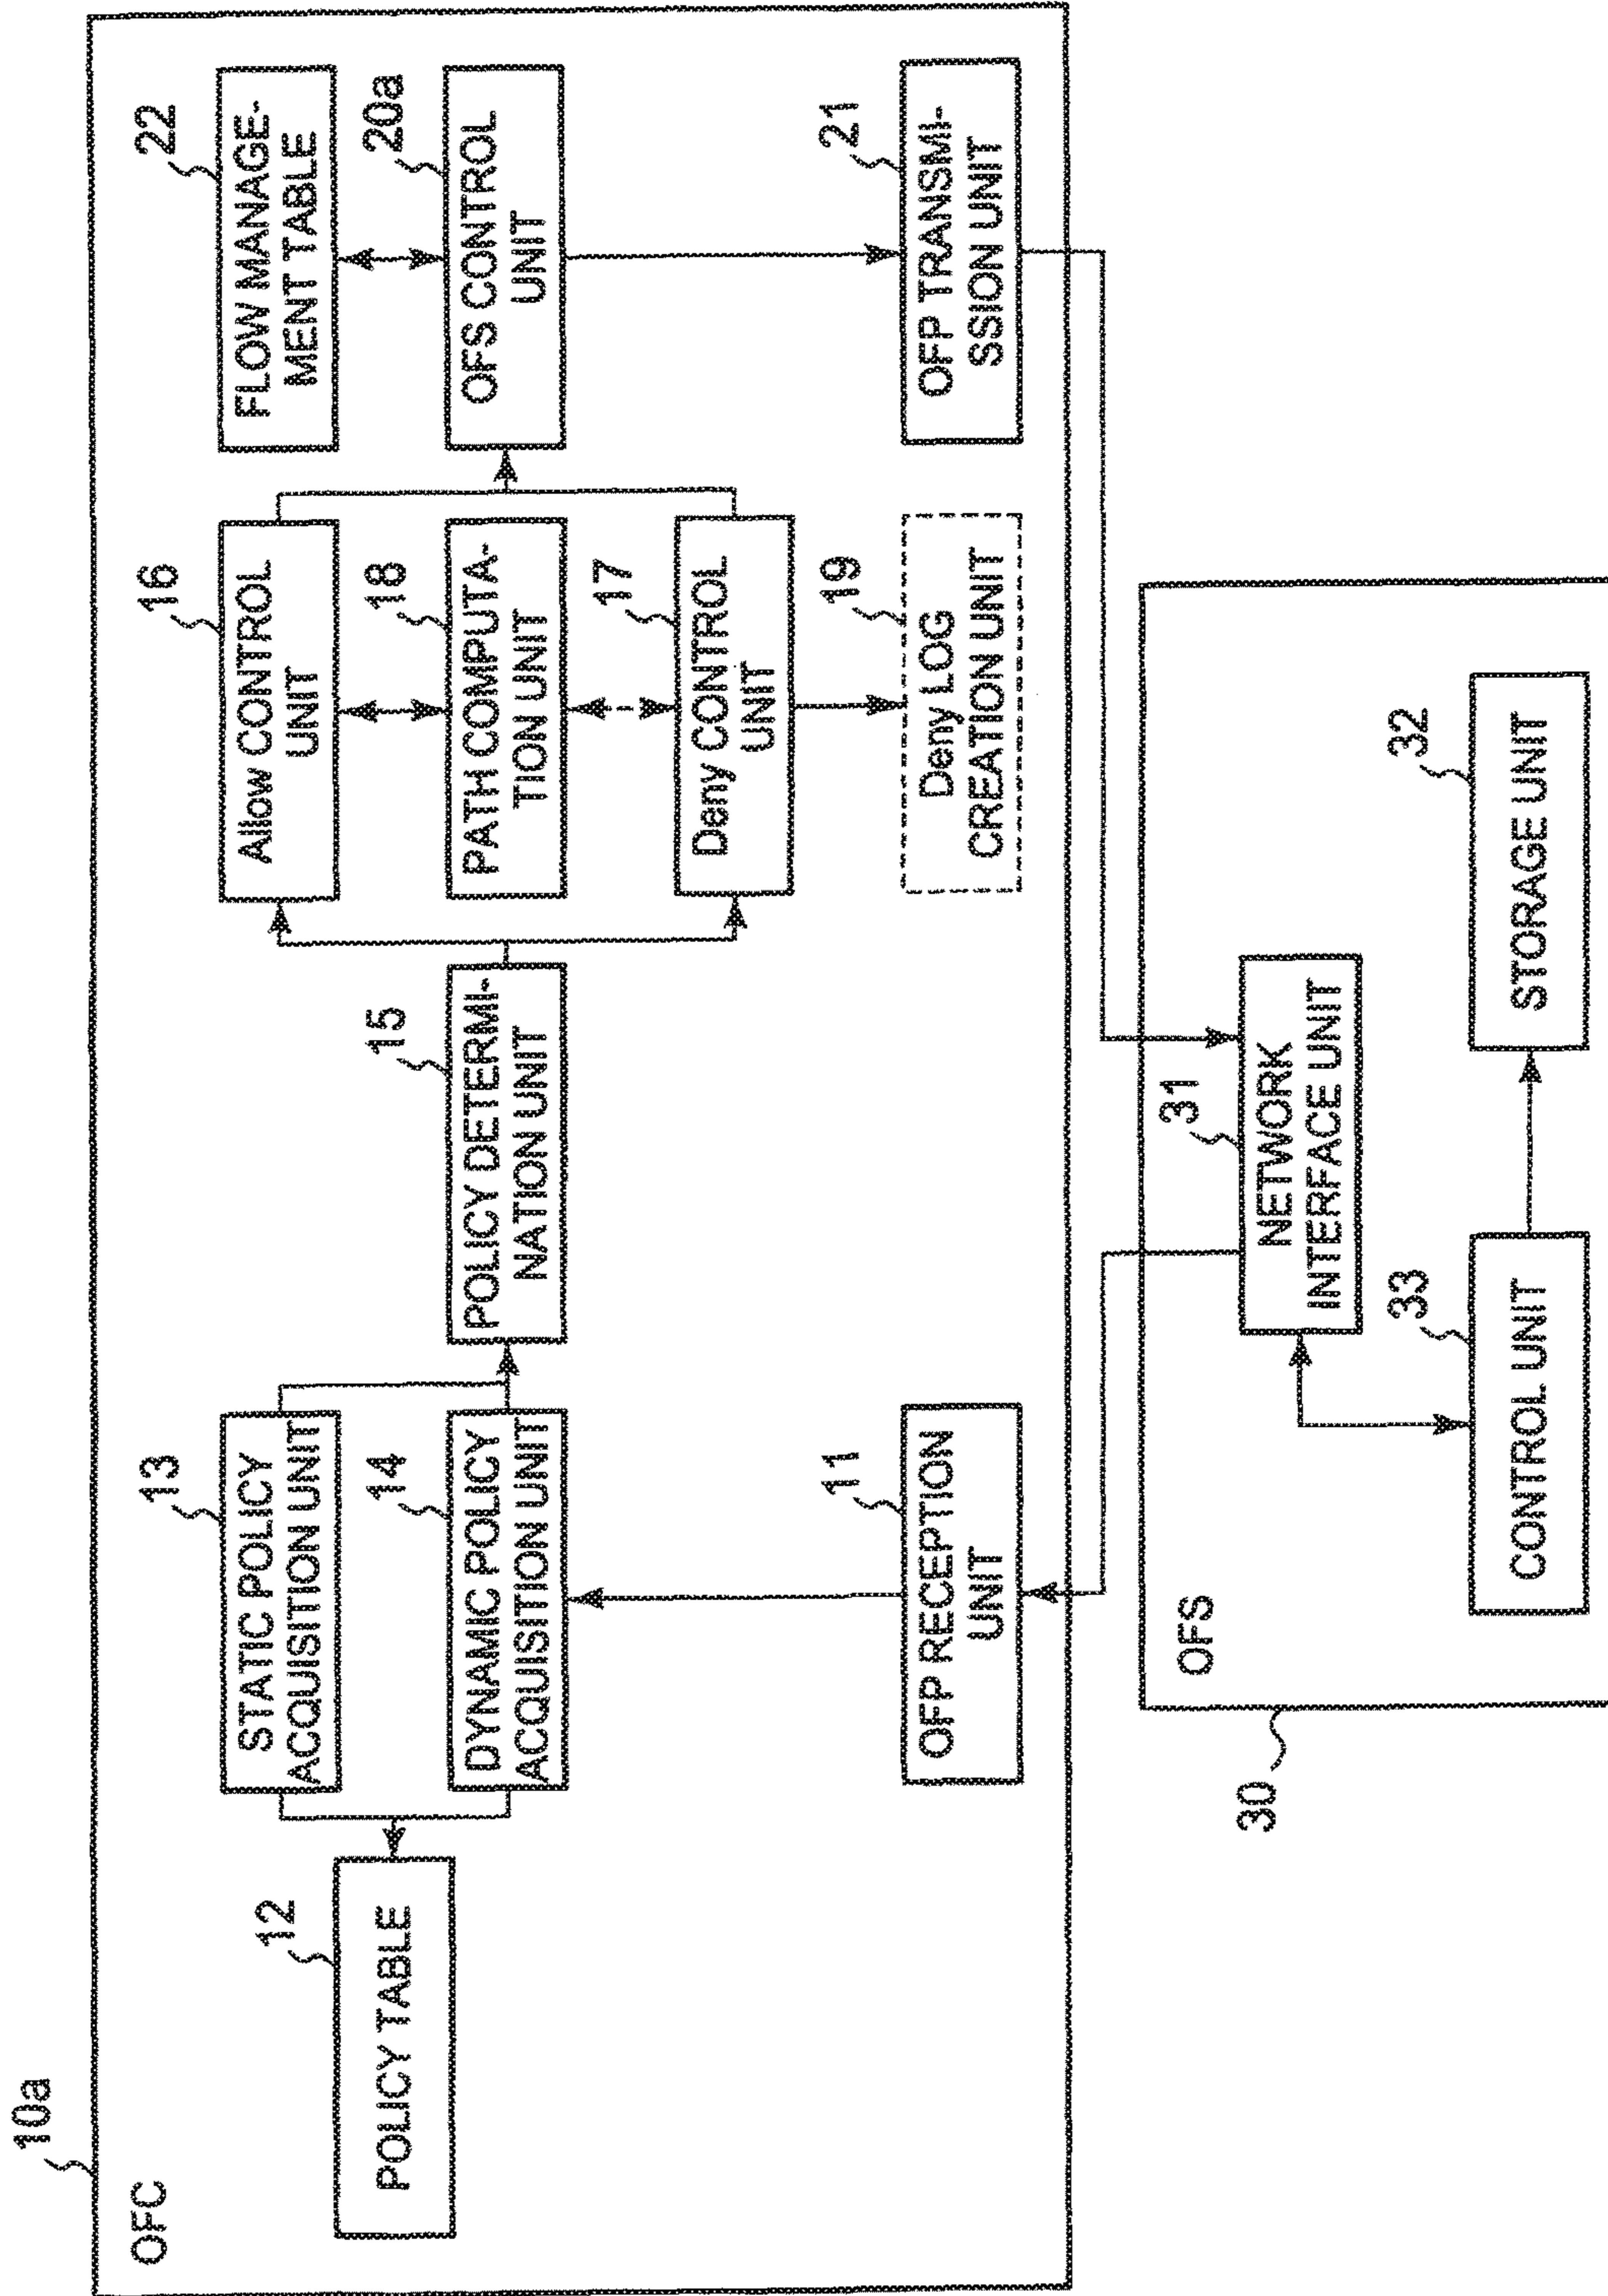 10a
OFC
12
POLICY TABLE
13
STATIC POLICY
ACQUISITION UNIT
14
DYNAMIC POLICY
ACQUISITION UNIT
11
OFP RECEPTION
UNIT
15
POLICY DETERMI-
NATION UNIT
16
Allow CONTROL
UNIT
18
PATH COMPUTA-
TION UNIT
17
Deny CONTROL
UNIT
19
Deny LOG
CREATION UNIT
22
FLOW MANAGE-
MENT TABLE
20a
OFS CONTROL
UNIT
21
OFP TRANSMI-
SSION UNIT
30
OFS
31
NETWORK
INTERFACE UNIT
33
CONTROL UNIT
32
STORAGE UNIT